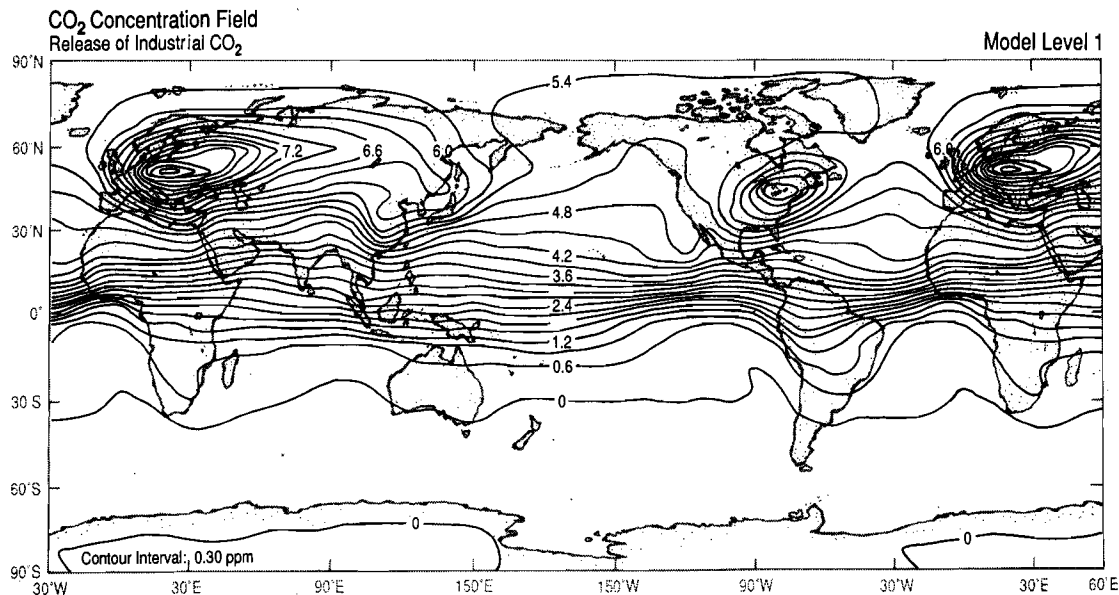 CO₂ Concentration Field
Release of Industrial CO₂
Model Level 1
90°N
60°N
30°N
0°
30°S
60°S
90°S
5.4
7.2
6.6
6.0
6.0
4.8
4.2
3.6
2.4
1.2
0.6
0
0
0
Contour Interval: 0.30 ppm
30°W
30°E
90°E
150°E
150°W
90°W
30°W
30°E
60°E